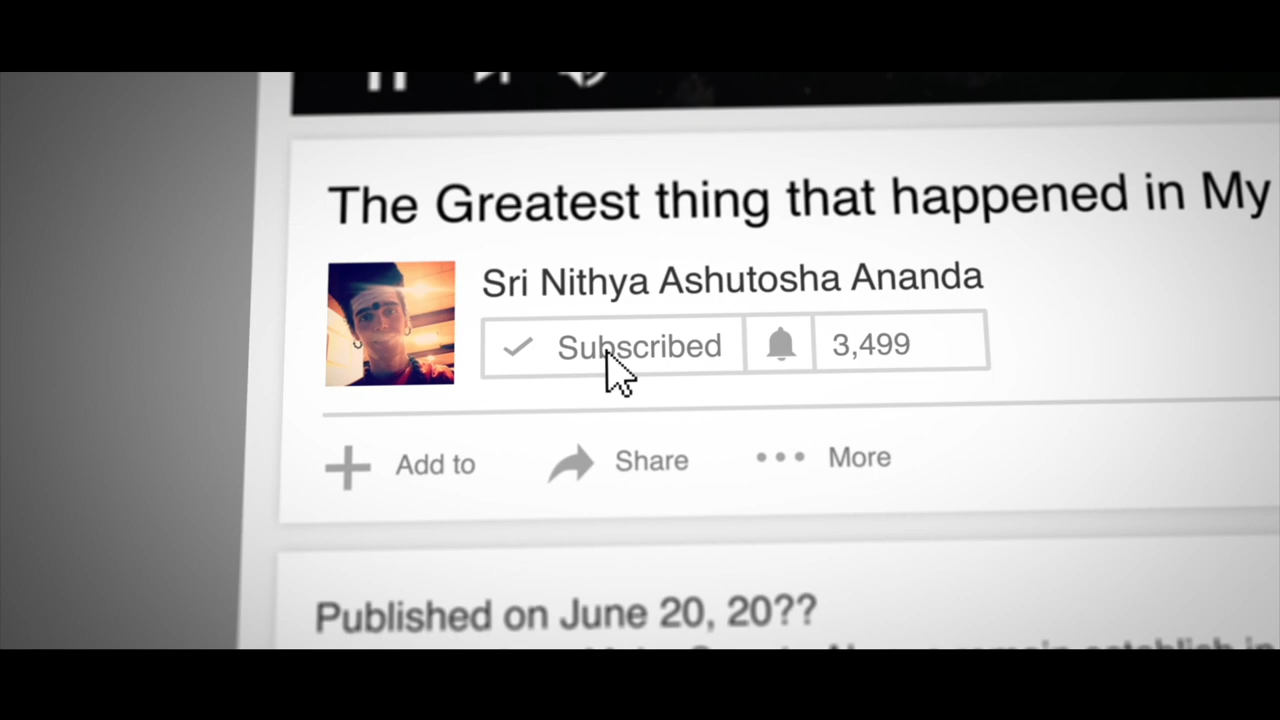 The Greatest thing that happened in My
Sri Nithya Ashutosha Ananda
Subscribed 3,499
Add to Share More
Published on June 20, 20??